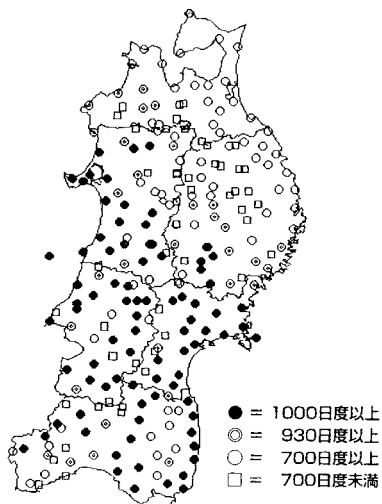 ● = 1000日度以上
◎ = 930日度以上
○ = 700日度以上
□ = 700日度未満